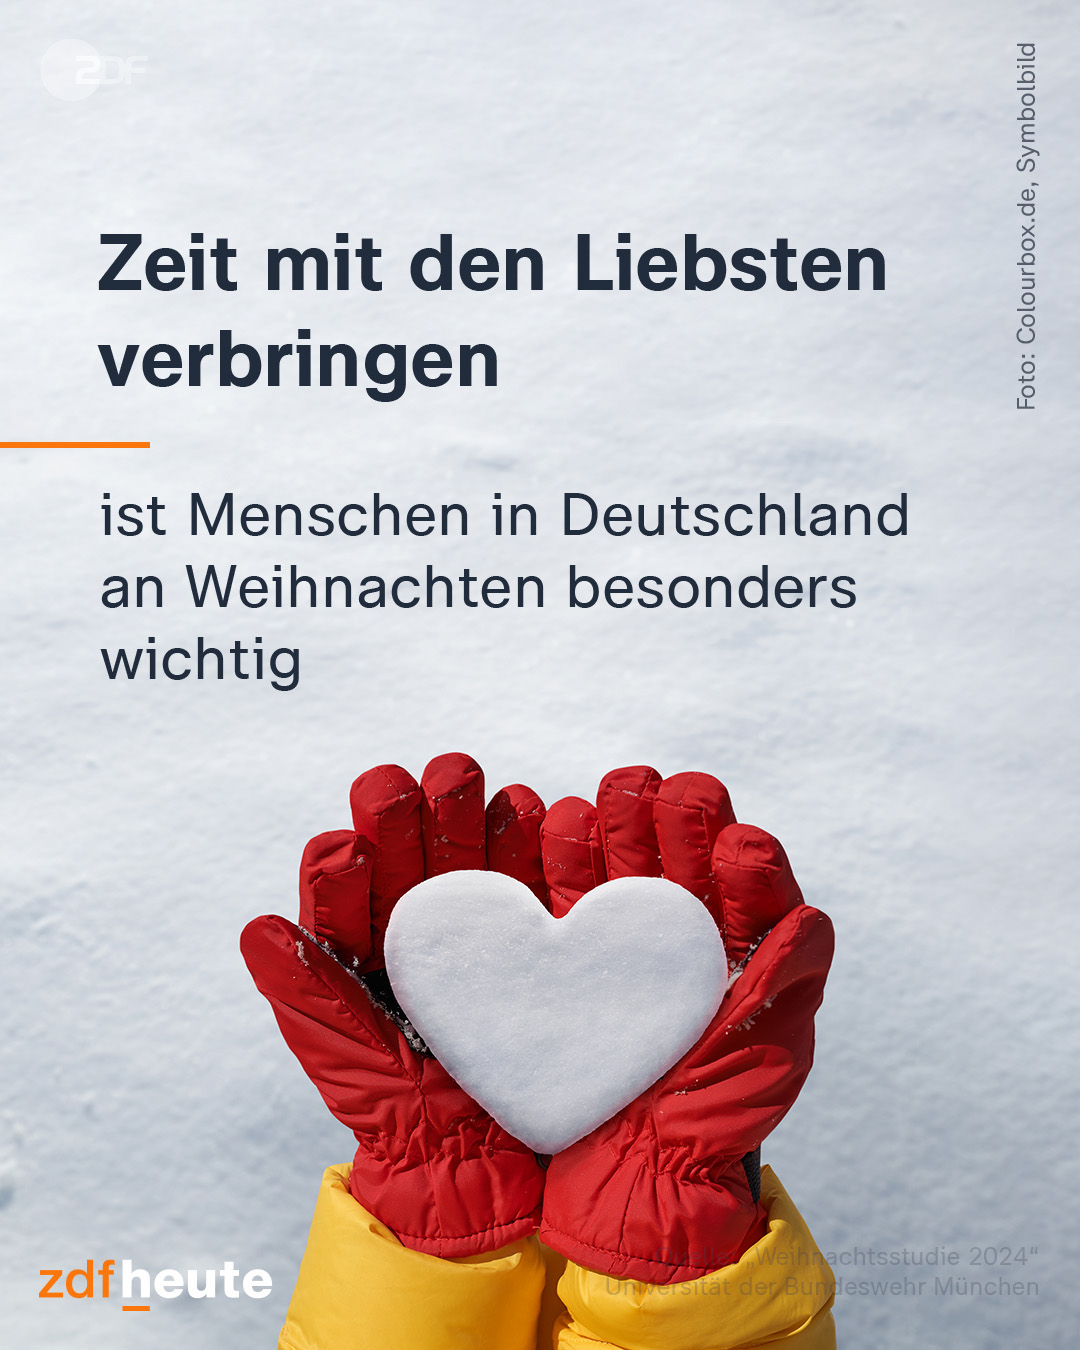 ZDF
Foto: Colourbox.de, Symbolbild
Zeit mit den Liebsten
verbringen
ist Menschen in Deutschland
an Weihnachten besonders
wichtig
zdfheute
Quelle: „Weihnachtsstudie 2024“
Universität der Bundeswehr München